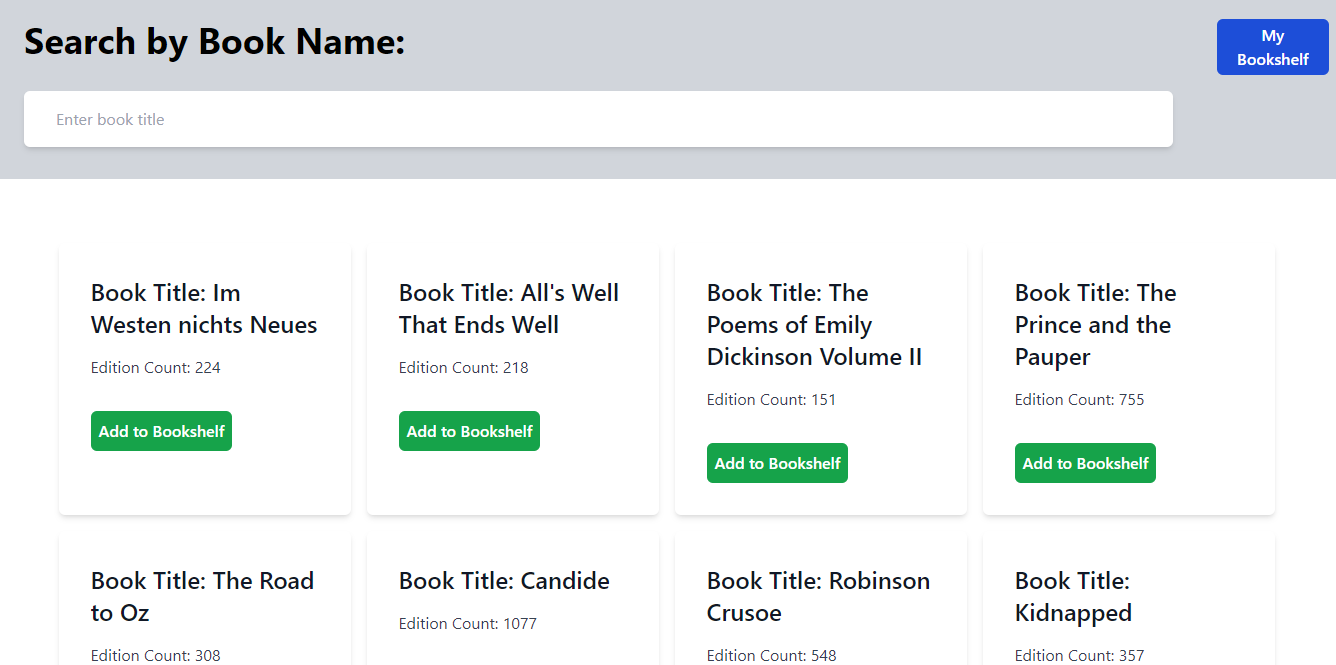 Search by Book Name:
My
Bookshelf
Enter book title
Book Title: Im
Westen nichts Neues
Edition Count: 224
Add to Bookshelf
Book Title: All's Well
That Ends Well
Edition Count: 218
Add to Bookshelf
Book Title: The
Poems of Emily
Dickinson Volume II
Edition Count: 151
Add to Bookshelf
Book Title: The
Prince and the
Pauper
Edition Count: 755
Add to Bookshelf
Book Title: The Road
to Oz
Edition Count: 308
Book Title: Candide
Edition Count: 1077
Book Title: Robinson
Crusoe
Edition Count: 548
Book Title:
Kidnapped
Edition Count: 357